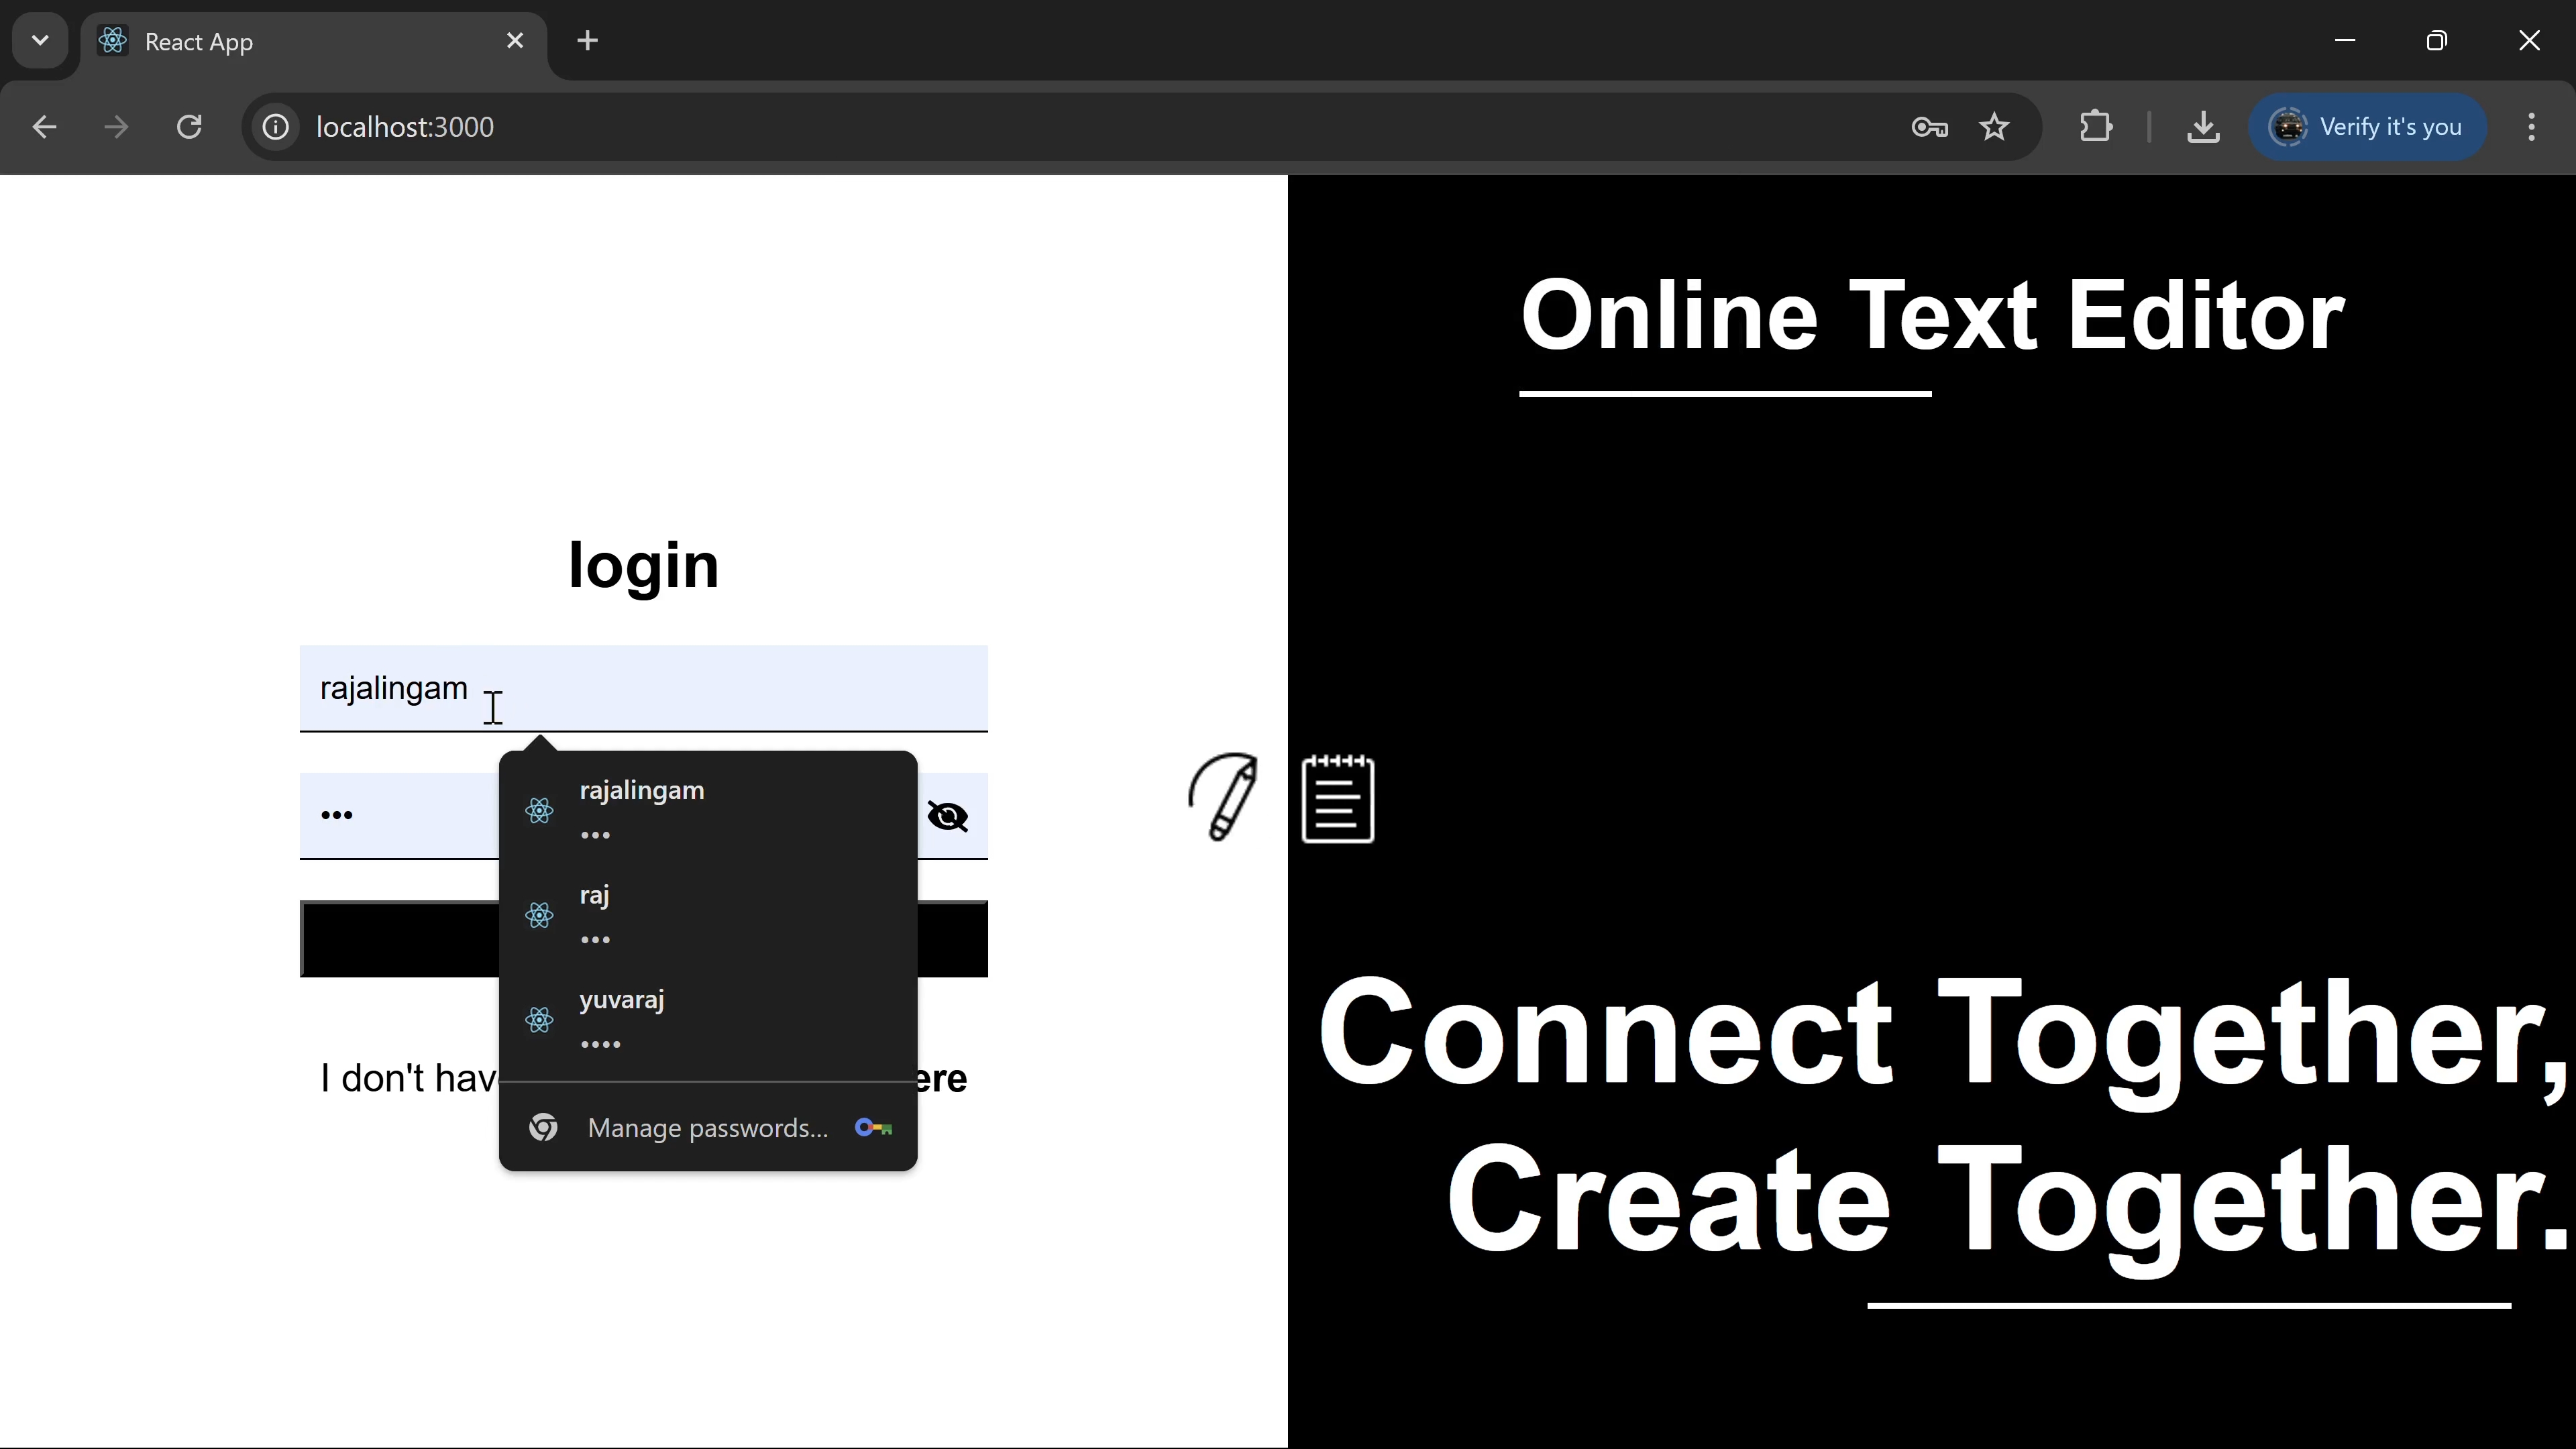 React App
localhost:3000
Verify it's you
Online Text Editor
login
rajalingam
•••
rajalingam
•••
raj
•••
yuvaraj
••••
I don't hav
ere
Manage passwords...
Connect Together,
Create Together.